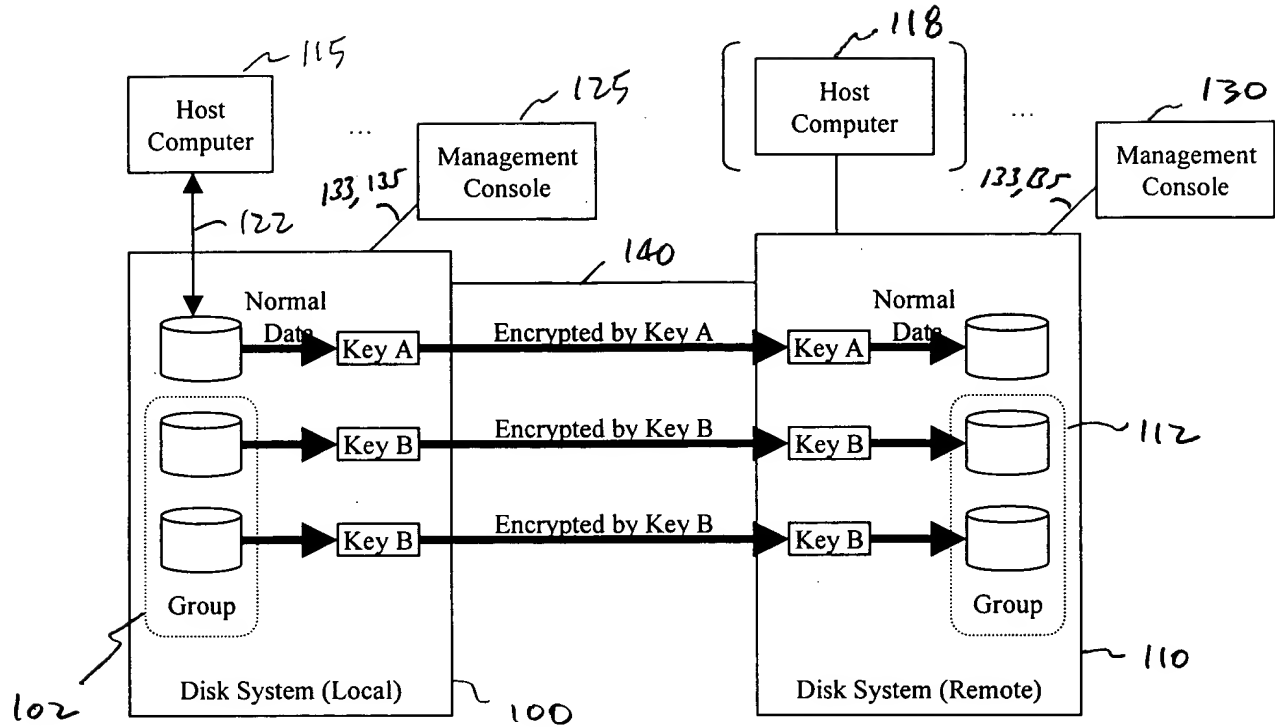 115
118
Host
Computer
...
125
Management
Console
133,135
122
Host
Computer
...
130
Management
Console
133,135
140
Normal
Data
Key A
Encrypted by Key A
Key A
Normal
Data
Key B
Encrypted by Key B
Key B
112
Key B
Encrypted by Key B
Key B
Group
Group
102
Disk System (Local)
100
Disk System (Remote)
110